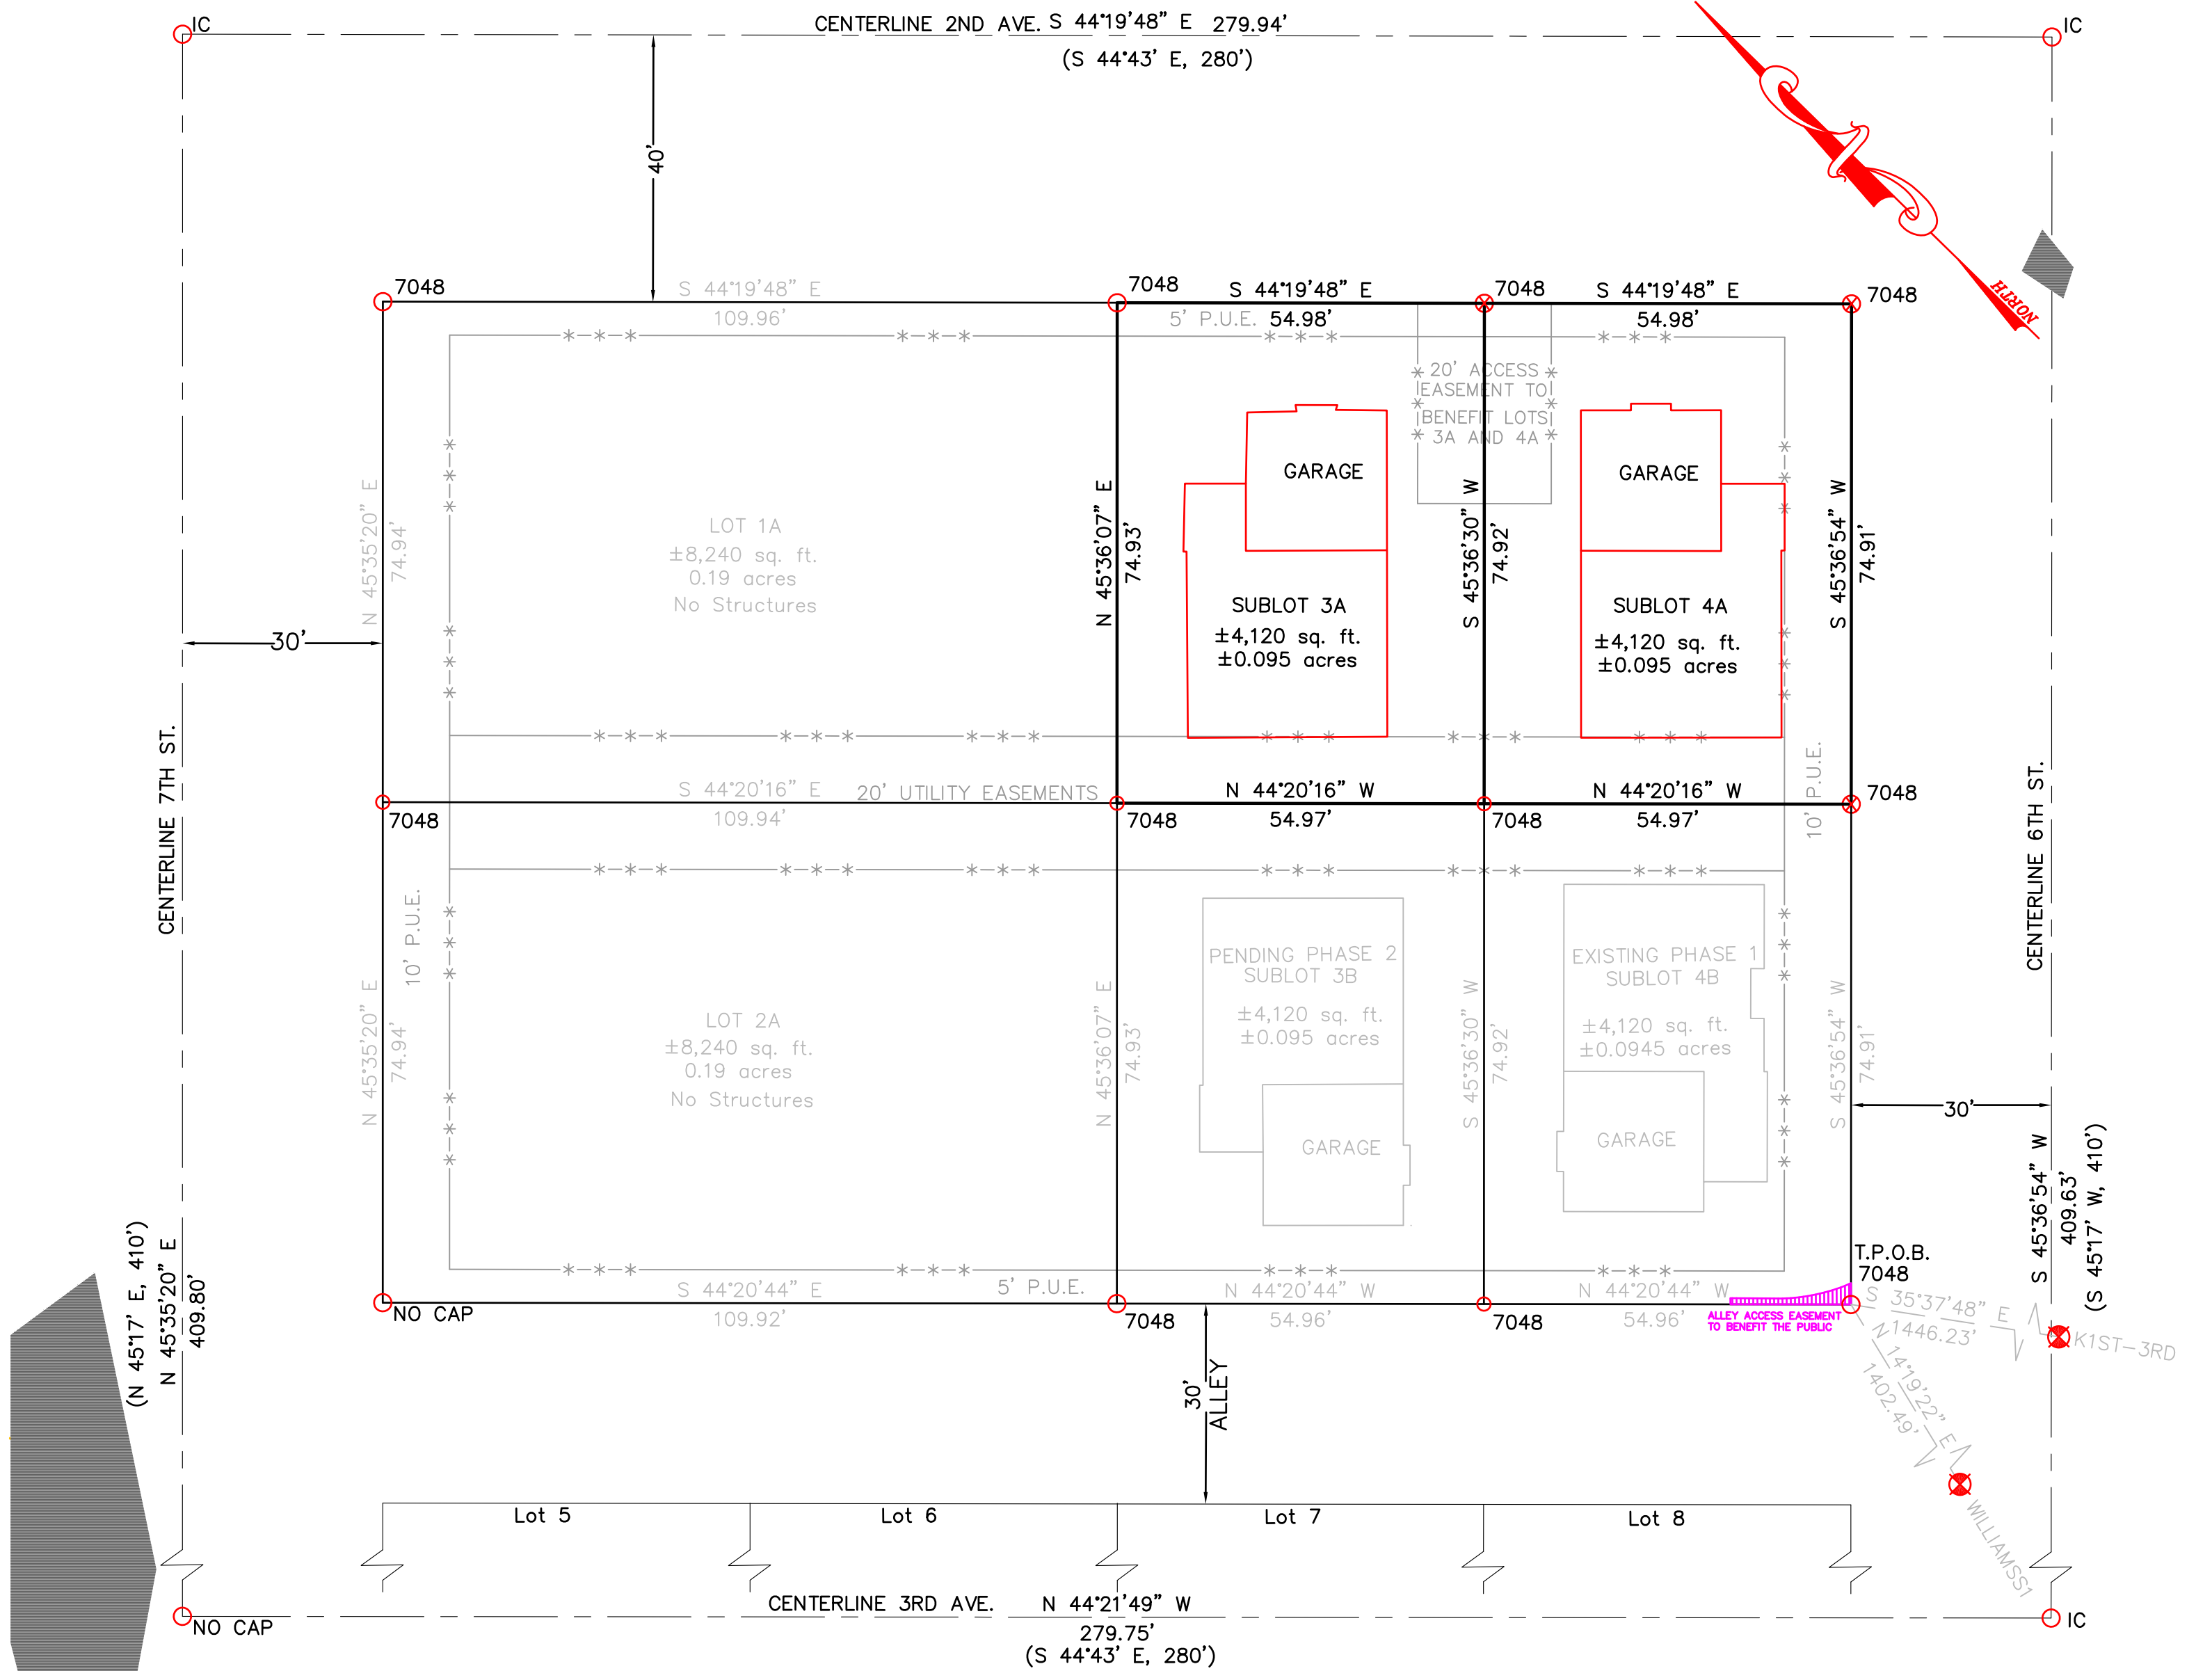 IC
CENTERLINE 2ND AVE. S 44°19'48" E 279.94'
(S 44°43' E, 280')
IC
NORTH
40'
7048
S 44°19'48" E
109.96'
7048
S 44°19'48" E
54.98'
5' P.U.E.
7048
S 44°19'48" E
54.98'
7048
20' ACCESS
EASEMENT TO
BENEFIT LOTS
3A AND 4A
GARAGE
GARAGE
N 45°35'20" E
74.94'
LOT 1A
±8,240 sq. ft.
0.19 acres
No Structures
N 45°36'07" E
74.93'
SUBLOT 3A
±4,120 sq. ft.
±0.095 acres
S 45°36'30" W
74.92'
SUBLOT 4A
±4,120 sq. ft.
±0.095 acres
S 45°36'54" W
74.91'
30'
CENTERLINE 7TH ST.
CENTERLINE 6TH ST.
10' P.U.E.
S 44°20'16" E
109.94'
20' UTILITY EASEMENTS
N 44°20'16" W
54.97'
N 44°20'16" W
54.97'
7048
7048
7048
7048
10' P.U.E.
N 45°35'20" E
74.94'
LOT 2A
±8,240 sq. ft.
0.19 acres
No Structures
N 45°36'07" E
74.93'
PENDING PHASE 2
SUBLOT 3B
±4,120 sq. ft.
±0.095 acres
GARAGE
S 45°36'30" W
74.92'
EXISTING PHASE 1
SUBLOT 4B
±4,120 sq. ft.
±0.0945 acres
GARAGE
S 45°36'54" W
74.91'
30'
(N 45°17' E, 410')
N 45°35'20" E
409.80'
S 45°36'54" W
409.63'
(S 45°17' W, 410')
T.P.O.B.
7048
NO CAP
S 44°20'44" E
109.92'
5' P.U.E.
7048
N 44°20'44" W
54.96'
7048
N 44°20'44" W
54.96'
ALLEY ACCESS EASEMENT
TO BENEFIT THE PUBLIC
S 35°37'48" E
1446.23'
K1ST-3RD
N 14°19'22" E
1402.49'
WILLIAMSS1
30'
ALLEY
Lot 5
Lot 6
Lot 7
Lot 8
CENTERLINE 3RD AVE. N 44°21'49" W
279.75'
(S 44°43' E, 280')
NO CAP
IC